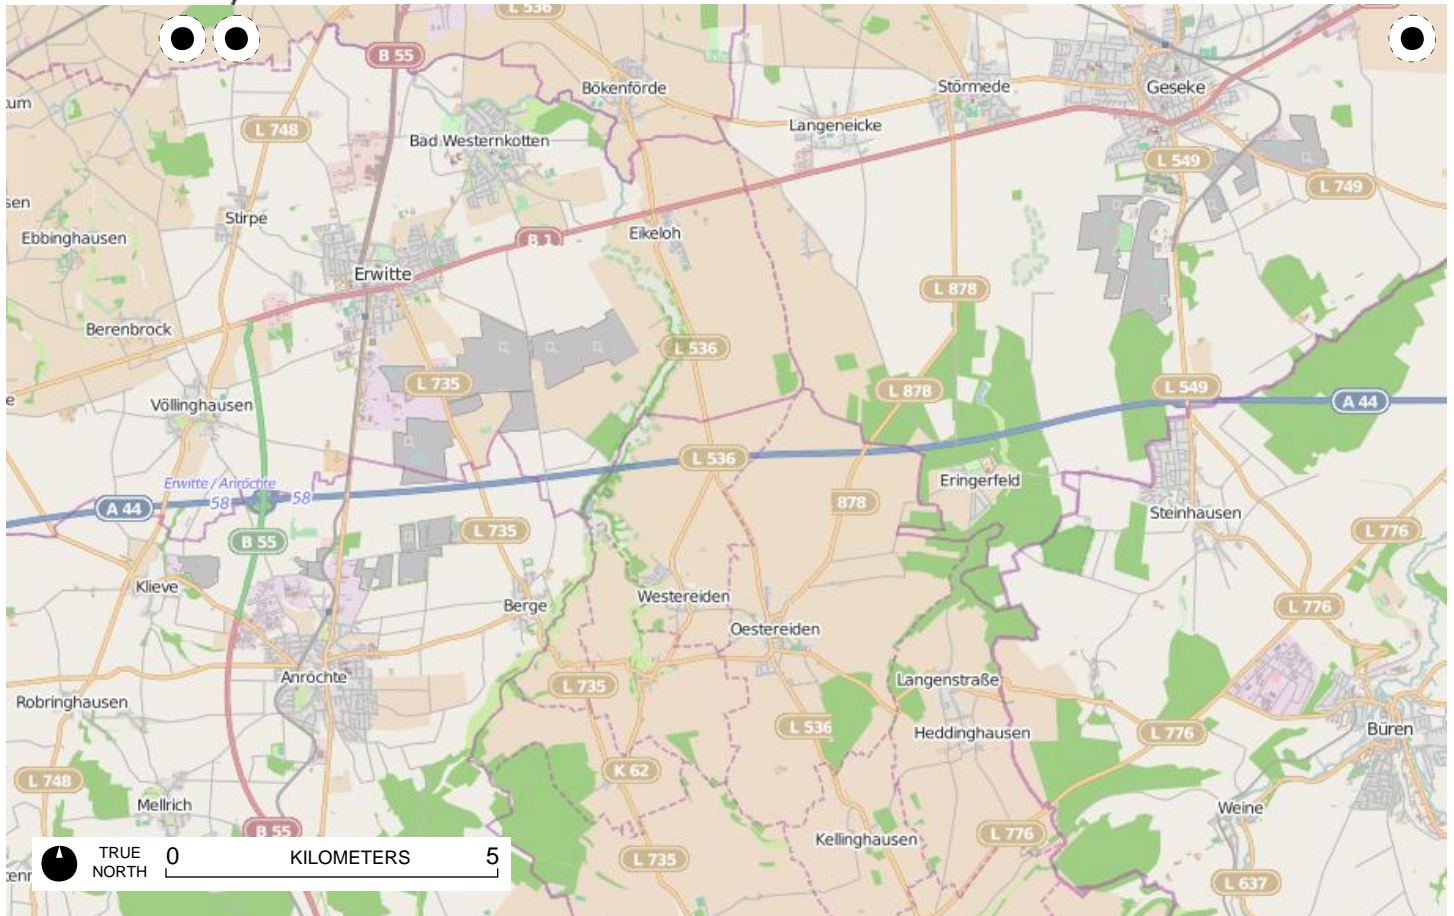 L 536
B 55
Bökenförde
Störmede
Geseke
L 748
Bad Westernkotten
Langeneicke
L 549
L 749
Stirpe
Ebbinghausen
Eikeloh
B 1
Erwitte
L 878
Berenbrock
L 536
L 735
L 878
L 549
A 44
Völlinghausen
L 536
Erwitte / Anröchte
58
58
A 44
Eringerfeld
878
Steinhausen
L 735
L 776
B 55
Klieve
Berge
Westereiden
L 776
Oestereiden
Anröchte
L 735
Langenstraße
Robringhausen
L 536
Heddinghausen
L 776
Büren
L 748
K 62
Mellrich
Weine
B 55
L 776
Kellinghausen
L 735
L 637
TRUE
NORTH
0 KILOMETERS 5